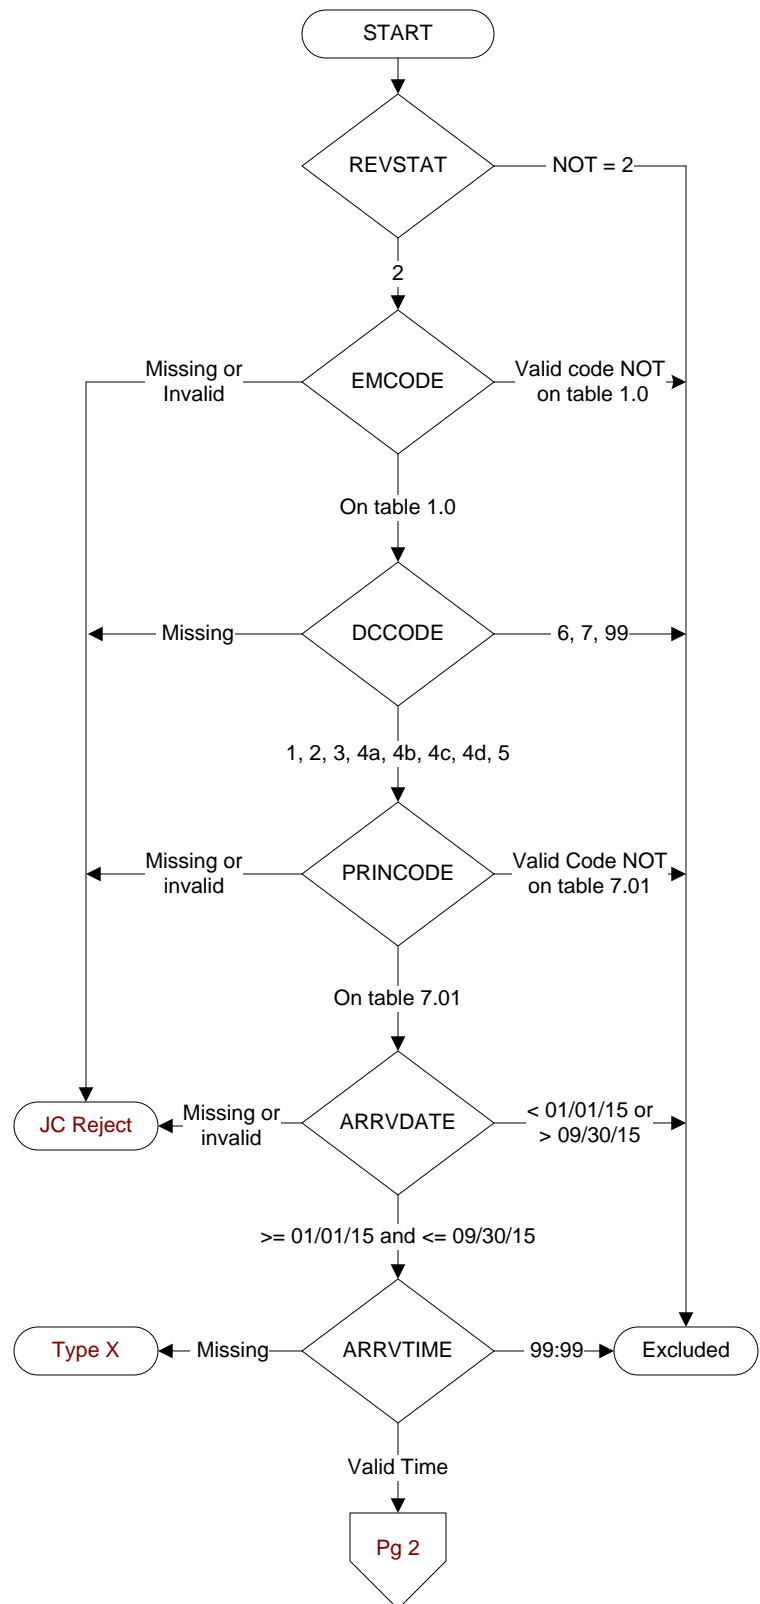 START
REVSTAT
NOT = 2
2
Missing or
Invalid
EMCODE
Valid code NOT
on table 1.0
On table 1.0
Missing
DCCODE
6, 7, 99
1, 2, 3, 4a, 4b, 4c, 4d, 5
Missing or
invalid
PRINCODE
Valid Code NOT
on table 7.01
On table 7.01
JC Reject
Missing or
invalid
ARRVDATE
< 01/01/15 or
> 09/30/15
>= 01/01/15 and <= 09/30/15
Type X
Missing
ARRVTIME
99:99
Excluded
Valid Time
Pg 2